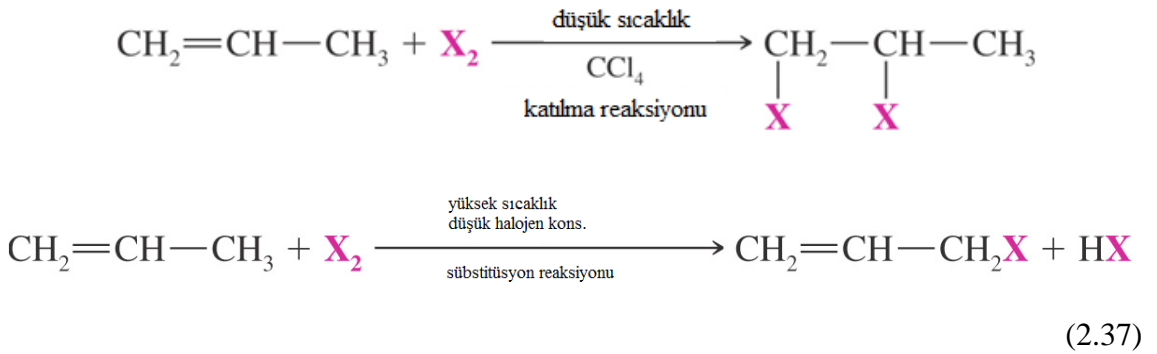 düşük sıcaklık
CH₂=CH—CH₃ + X₂ ⟶ CH₂—CH—CH₃
CCl₄
katılma reaksiyonu
X X
yüksek sıcaklık
düşük halojen kons.
CH₂=CH—CH₃ + X₂ ⟶ CH₂=CH—CH₂X + HX
sübstitüsyon reaksiyonu
(2.37)